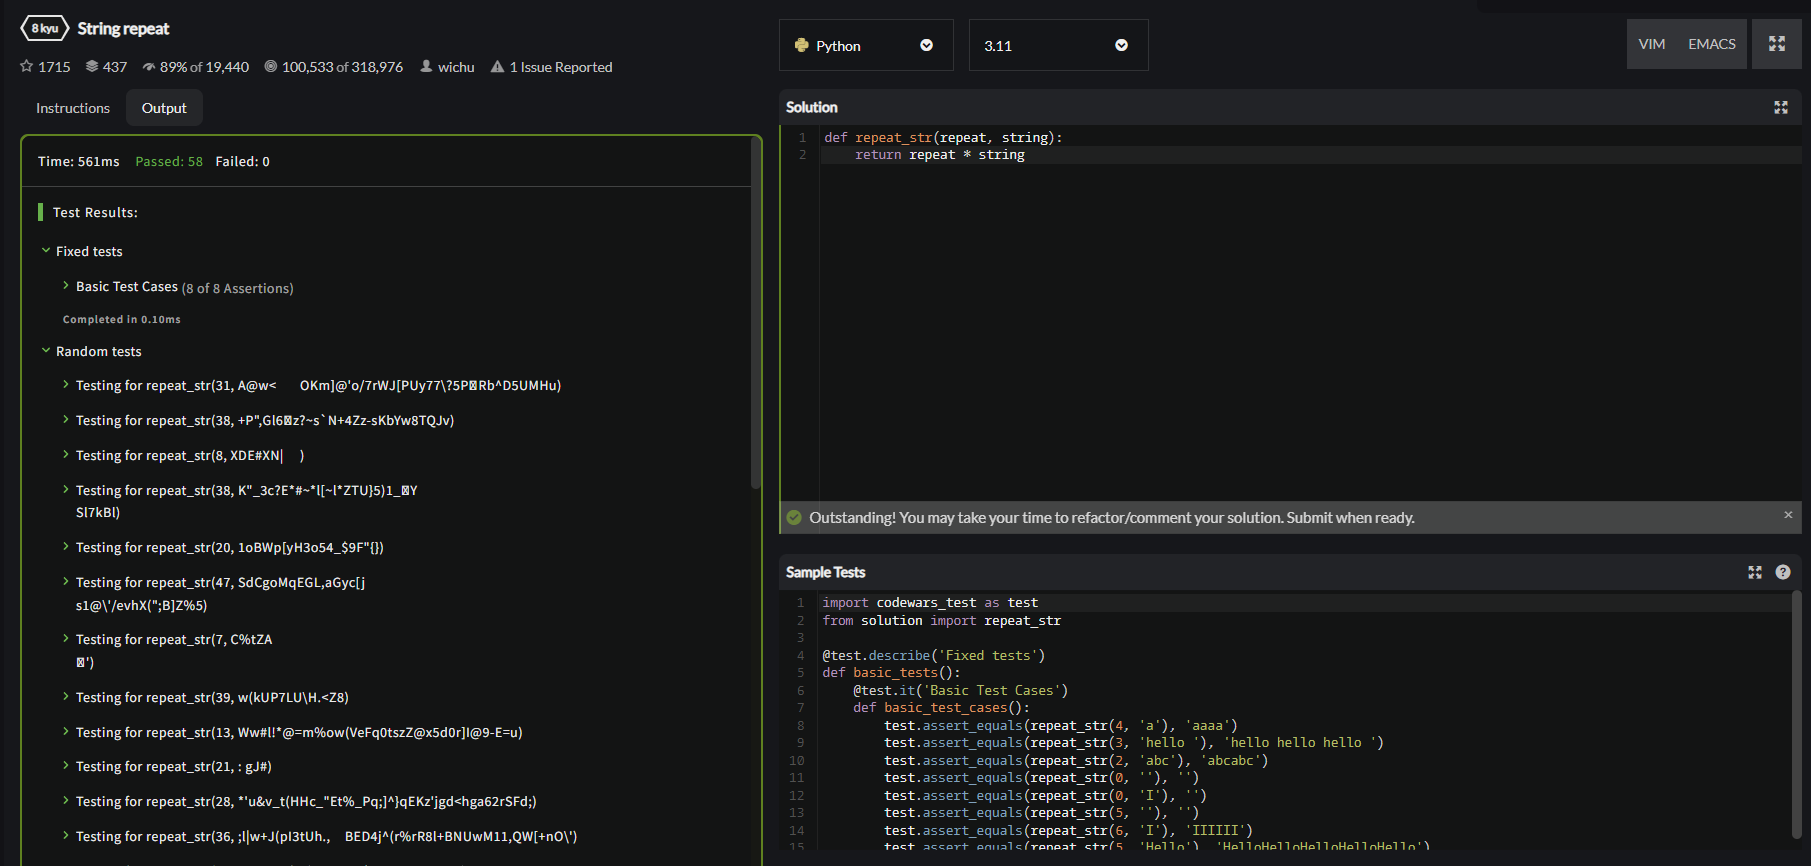 8 kyu String repeat
1715 437 89% of 19,440 100,533 of 318,976 wichu 1 Issue Reported
Instructions Output
Time: 561ms Passed: 58 Failed: 0
Test Results:
Fixed tests
Basic Test Cases (8 of 8 Assertions)
Completed in 0.10ms
Random tests
Testing for repeat_str(31, A@w< OKm]@'o/7rWJ[PUy77\?5P Rb^D5UMHu)
Testing for repeat_str(38, +P",Gl6 z?~s`N+4Zz-sKbYw8TQJv)
Testing for repeat_str(8, XDE#XN| )
Testing for repeat_str(38, K"_3c?E*#~*l[~l*ZTU}5)1_ Y
Sl7kBl)
Testing for repeat_str(20, 1oBWp[yH3o54_$9F"{})
Testing for repeat_str(47, SdCgoMqEGL,aGyc[j
s1@\'/evhX(";B]Z%5)
Testing for repeat_str(7, C%tZA
')
Testing for repeat_str(39, w(kUP7LU\H.<Z8)
Testing for repeat_str(13, Ww#l!*@=m%ow(VeFq0tszZ@x5d0r]I@9-E=u)
Testing for repeat_str(21, : gJ#)
Testing for repeat_str(28, *'u&v_t(HHc_"Et%_Pq;]^}qEKz'jgd<hga62rSFd;)
Testing for repeat_str(36, ;l|w+J(pI3tUh., BED4j^(r%rR8l+BNUwM11,QW[+nO\')
Python 3.11 VIM EMACS
Solution
1 def repeat_str(repeat, string):
2 return repeat * string
Outstanding! You may take your time to refactor/comment your solution. Submit when ready.
Sample Tests
1 import codewars_test as test
2 from solution import repeat_str
3
4 @test.describe('Fixed tests')
5 def basic_tests():
6 @test.it('Basic Test Cases')
7 def basic_test_cases():
8 test.assert_equals(repeat_str(4, 'a'), 'aaaa')
9 test.assert_equals(repeat_str(3, 'hello '), 'hello hello hello ')
10 test.assert_equals(repeat_str(2, 'abc'), 'abcabc')
11 test.assert_equals(repeat_str(0, ''), '')
12 test.assert_equals(repeat_str(0, 'I'), '')
13 test.assert_equals(repeat_str(5, ''), '')
14 test.assert_equals(repeat_str(6, 'I'), 'IIIIII')
15 test.assert_equals(repeat_str(5, 'Hello'), 'HelloHelloHelloHelloHello')